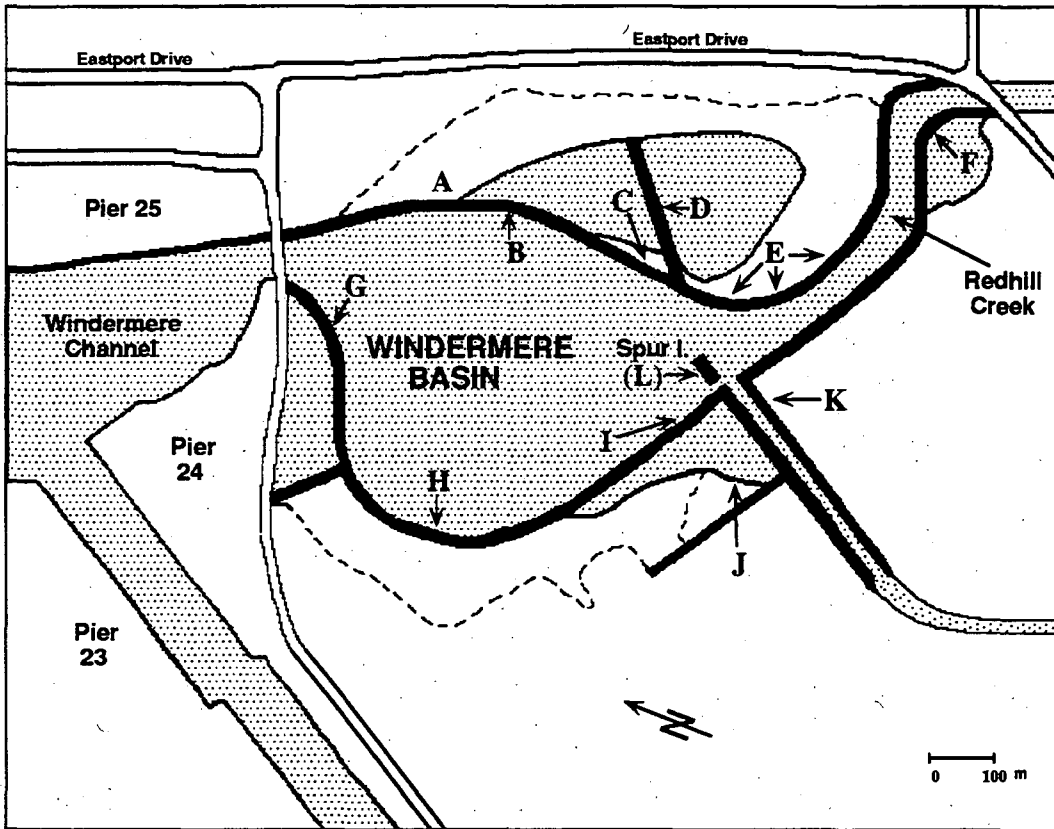 Eastport Drive
Eastport Drive
Pier 25
A
B
C
D
E
F
G
Redhill
Creek
Windermere
Channel
WINDERMERE
BASIN
Spur I.
(L)
K
I
Pier
24
H
J
Pier
23
N
0 100 m